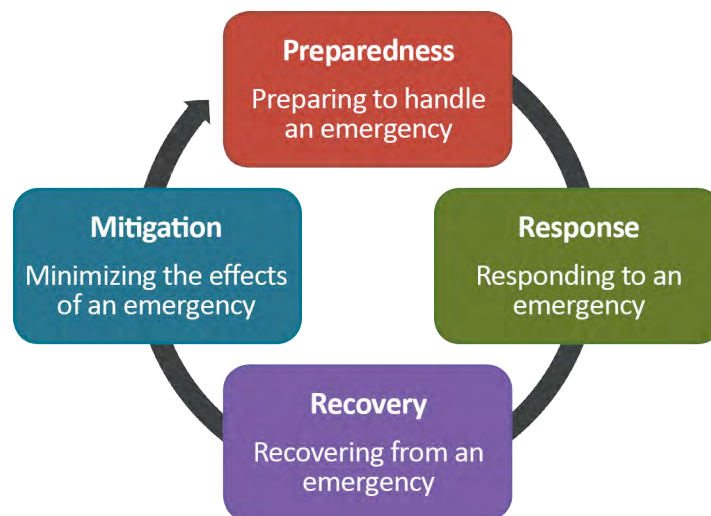 Preparedness
Preparing to handle
an emergency
Mitigation
Minimizing the effects
of an emergency
Response
Responding to an
emergency
Recovery
Recovering from an
emergency